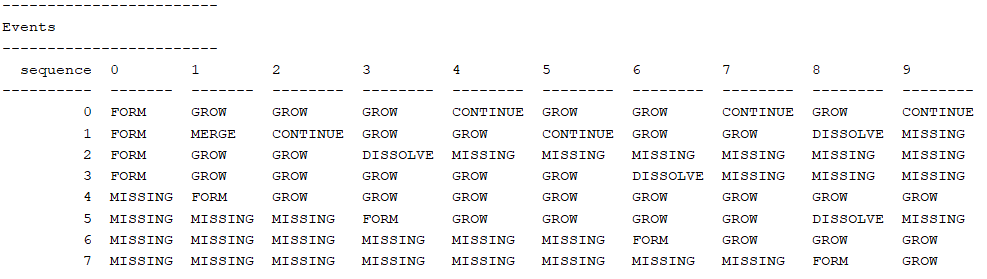 ------------------------
Events
------------------------
  sequence  0        1        2         3         4         5         6         7         8         9
----------  -------  -------  --------  --------  --------  --------  --------  --------  --------  --------
         0  FORM     GROW     GROW      GROW      CONTINUE  GROW      GROW      CONTINUE  GROW      CONTINUE
         1  FORM     MERGE    CONTINUE  GROW      GROW      CONTINUE  GROW      GROW      DISSOLVE  MISSING
         2  FORM     GROW     GROW      DISSOLVE  MISSING   MISSING   MISSING   MISSING   MISSING   MISSING
         3  FORM     GROW     GROW      GROW      GROW      GROW      DISSOLVE  MISSING   MISSING   MISSING
         4  MISSING  FORM     GROW      GROW      GROW      GROW      GROW      GROW      GROW      GROW
         5  MISSING  MISSING  MISSING   FORM      GROW      GROW      GROW      GROW      DISSOLVE  MISSING
         6  MISSING  MISSING  MISSING   MISSING   MISSING   MISSING   FORM      GROW      GROW      GROW
         7  MISSING  MISSING  MISSING   MISSING   MISSING   MISSING   MISSING   MISSING   FORM      GROW